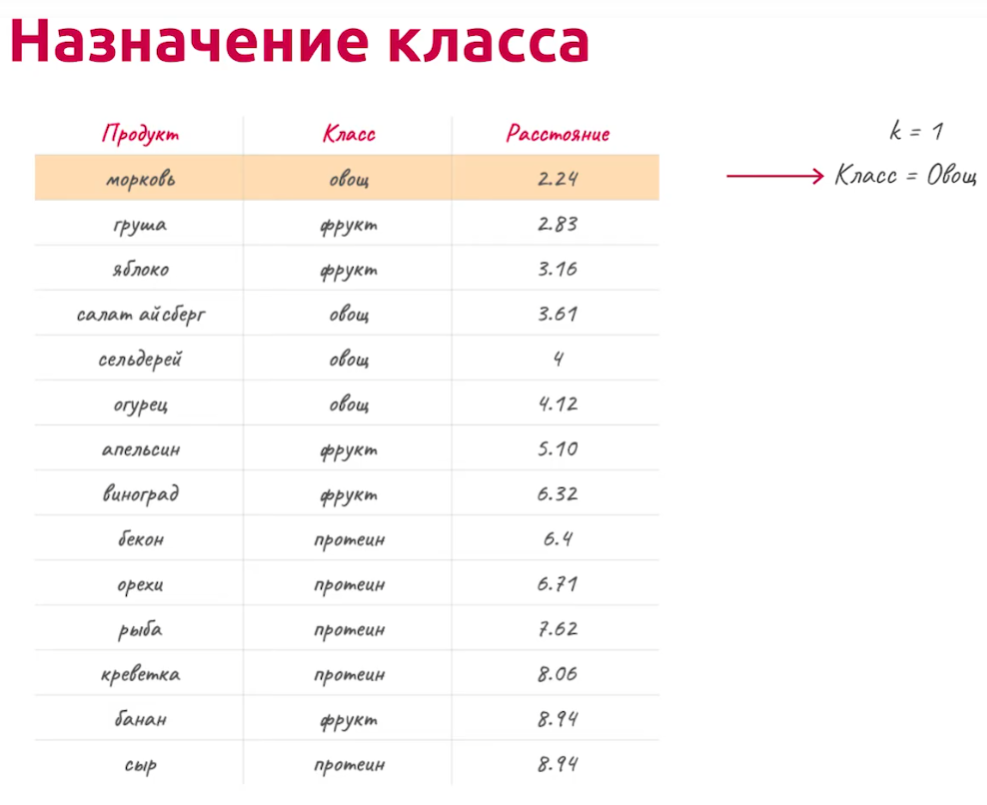 Назначение класса
Продукт Класс Расстояние k = 1
морковь овощ 2.24 Класс = Овощ
груша фрукт 2.83
яблоко фрукт 3.16
салат айсберг овощ 3.61
сельдерей овощ 4
огурец овощ 4.12
апельсин фрукт 5.10
виноград фрукт 6.32
бекон протеин 6.4
орехи протеин 6.71
рыба протеин 7.62
креветка протеин 8.06
банан фрукт 8.94
сыр протеин 8.94